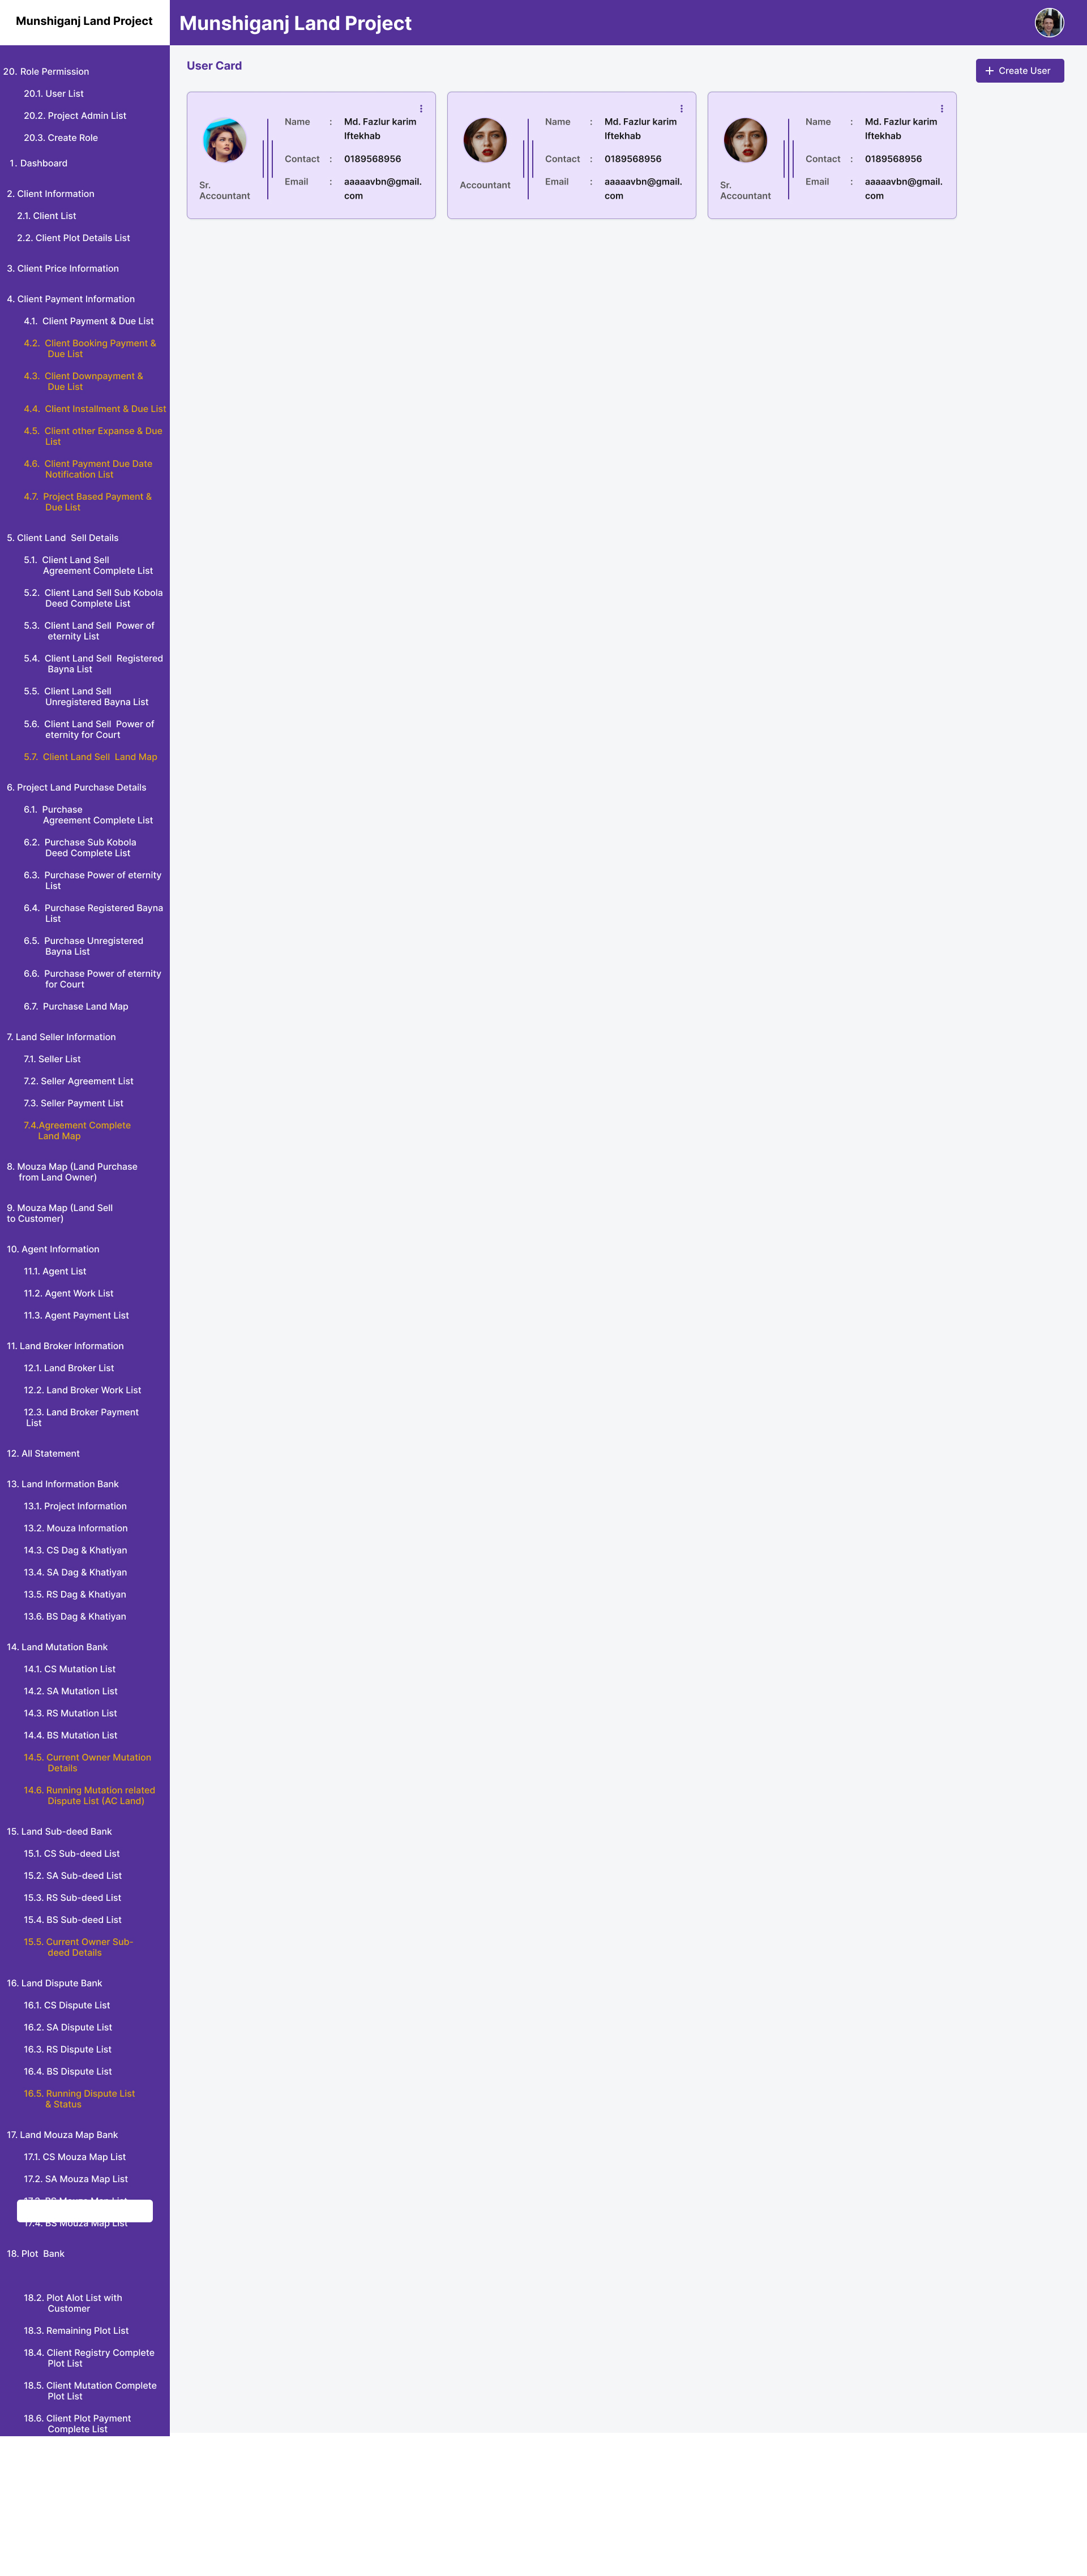 Munshiganj Land Project
Munshiganj Land Project
20. Role Permission
20.1. User List
20.2. Project Admin List
20.3. Create Role
1. Dashboard
2. Client Information
2.1. Client List
2.2. Client Plot Details List
3. Client Price Information
4. Client Payment Information
4.1. Client Payment & Due List
4.2. Client Booking Payment &
Due List
4.3. Client Downpayment &
Due List
4.4. Client Installment & Due List
4.5. Client other Expanse & Due
List
4.6. Client Payment Due Date
Notification List
4.7. Project Based Payment &
Due List
5. Client Land Sell Details
5.1. Client Land Sell
Agreement Complete List
5.2. Client Land Sell Sub Kobola
Deed Complete List
5.3. Client Land Sell Power of
eternity List
5.4. Client Land Sell Registered
Bayna List
5.5. Client Land Sell
Unregistered Bayna List
5.6. Client Land Sell Power of
eternity for Court
5.7. Client Land Sell Land Map
6. Project Land Purchase Details
6.1. Purchase
Agreement Complete List
6.2. Purchase Sub Kobola
Deed Complete List
6.3. Purchase Power of eternity
List
6.4. Purchase Registered Bayna
List
6.5. Purchase Unregistered
Bayna List
6.6. Purchase Power of eternity
for Court
6.7. Purchase Land Map
7. Land Seller Information
7.1. Seller List
7.2. Seller Agreement List
7.3. Seller Payment List
7.4.Agreement Complete
Land Map
8. Mouza Map (Land Purchase
from Land Owner)
9. Mouza Map (Land Sell
to Customer)
10. Agent Information
11.1. Agent List
11.2. Agent Work List
11.3. Agent Payment List
11. Land Broker Information
12.1. Land Broker List
12.2. Land Broker Work List
12.3. Land Broker Payment
List
12. All Statement
13. Land Information Bank
13.1. Project Information
13.2. Mouza Information
14.3. CS Dag & Khatiyan
13.4. SA Dag & Khatiyan
13.5. RS Dag & Khatiyan
13.6. BS Dag & Khatiyan
14. Land Mutation Bank
14.1. CS Mutation List
14.2. SA Mutation List
14.3. RS Mutation List
14.4. BS Mutation List
14.5. Current Owner Mutation
Details
14.6. Running Mutation related
Dispute List (AC Land)
15. Land Sub-deed Bank
15.1. CS Sub-deed List
15.2. SA Sub-deed List
15.3. RS Sub-deed List
15.4. BS Sub-deed List
15.5. Current Owner Sub-
deed Details
16. Land Dispute Bank
16.1. CS Dispute List
16.2. SA Dispute List
16.3. RS Dispute List
16.4. BS Dispute List
16.5. Running Dispute List
& Status
17. Land Mouza Map Bank
17.1. CS Mouza Map List
17.2. SA Mouza Map List
17.4. BS Mouza Map List
18. Plot Bank
18.2. Plot Alot List with
Customer
18.3. Remaining Plot List
18.4. Client Registry Complete
Plot List
18.5. Client Mutation Complete
Plot List
18.6. Client Plot Payment
Complete List
User Card
Create User
Sr.
Accountant
Name : Md. Fazlur karim
Iftekhab
Contact : 0189568956
Email : aaaaavbn@gmail.
com
Accountant
Name : Md. Fazlur karim
Iftekhab
Contact : 0189568956
Email : aaaaavbn@gmail.
com
Sr.
Accountant
Name : Md. Fazlur karim
Iftekhab
Contact : 0189568956
Email : aaaaavbn@gmail.
com